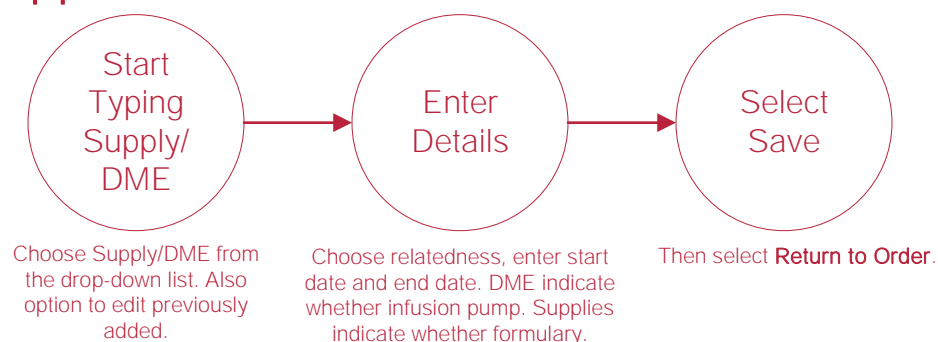 Start
Typing
Supply/
DME
Enter
Details
Select
Save
Choose Supply/DME from
the drop-down list. Also
option to edit previously
added.
Choose relatedness, enter start
date and end date. DME indicate
whether infusion pump. Supplies
indicate whether formulary.
Then select Return to Order.